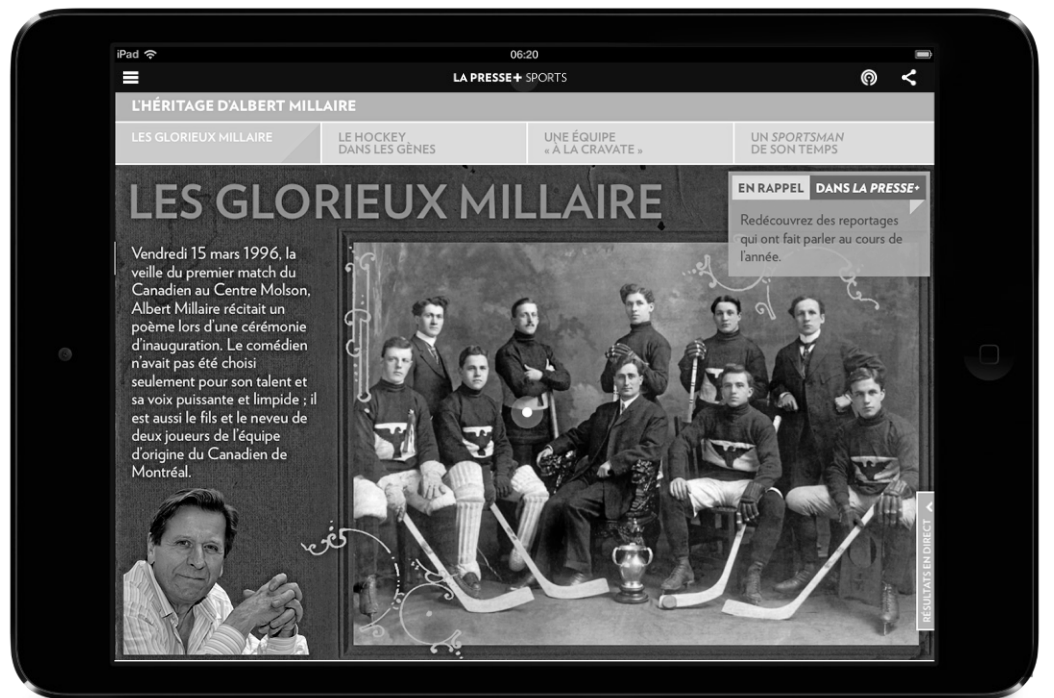 iPad
06:20
LA PRESSE+ SPORTS
L'HÉRITAGE D'ALBERT MILLAIRE
LES GLORIEUX MILLAIRE
LE HOCKEY
DANS LES GÈNES
UNE ÉQUIPE
« À LA CRAVATE »
UN SPORTSMAN
DE SON TEMPS
LES GLORIEUX MILLAIRE
EN RAPPEL DANS LA PRESSE+
Redécouvrez des reportages
qui ont fait parler au cours de
l'année.
Vendredi 15 mars 1996, la
veille du premier match du
Canadien au Centre Molson,
Albert Millaire récitait un
poème lors d'une cérémonie
d'inauguration. Le comédien
n'avait pas été choisi
seulement pour son talent et
sa voix puissante et limpide ; il
est aussi le fils et le neveu de
deux joueurs de l'équipe
d'origine du Canadien de
Montréal.
RÉSULTATS EN DIRECT